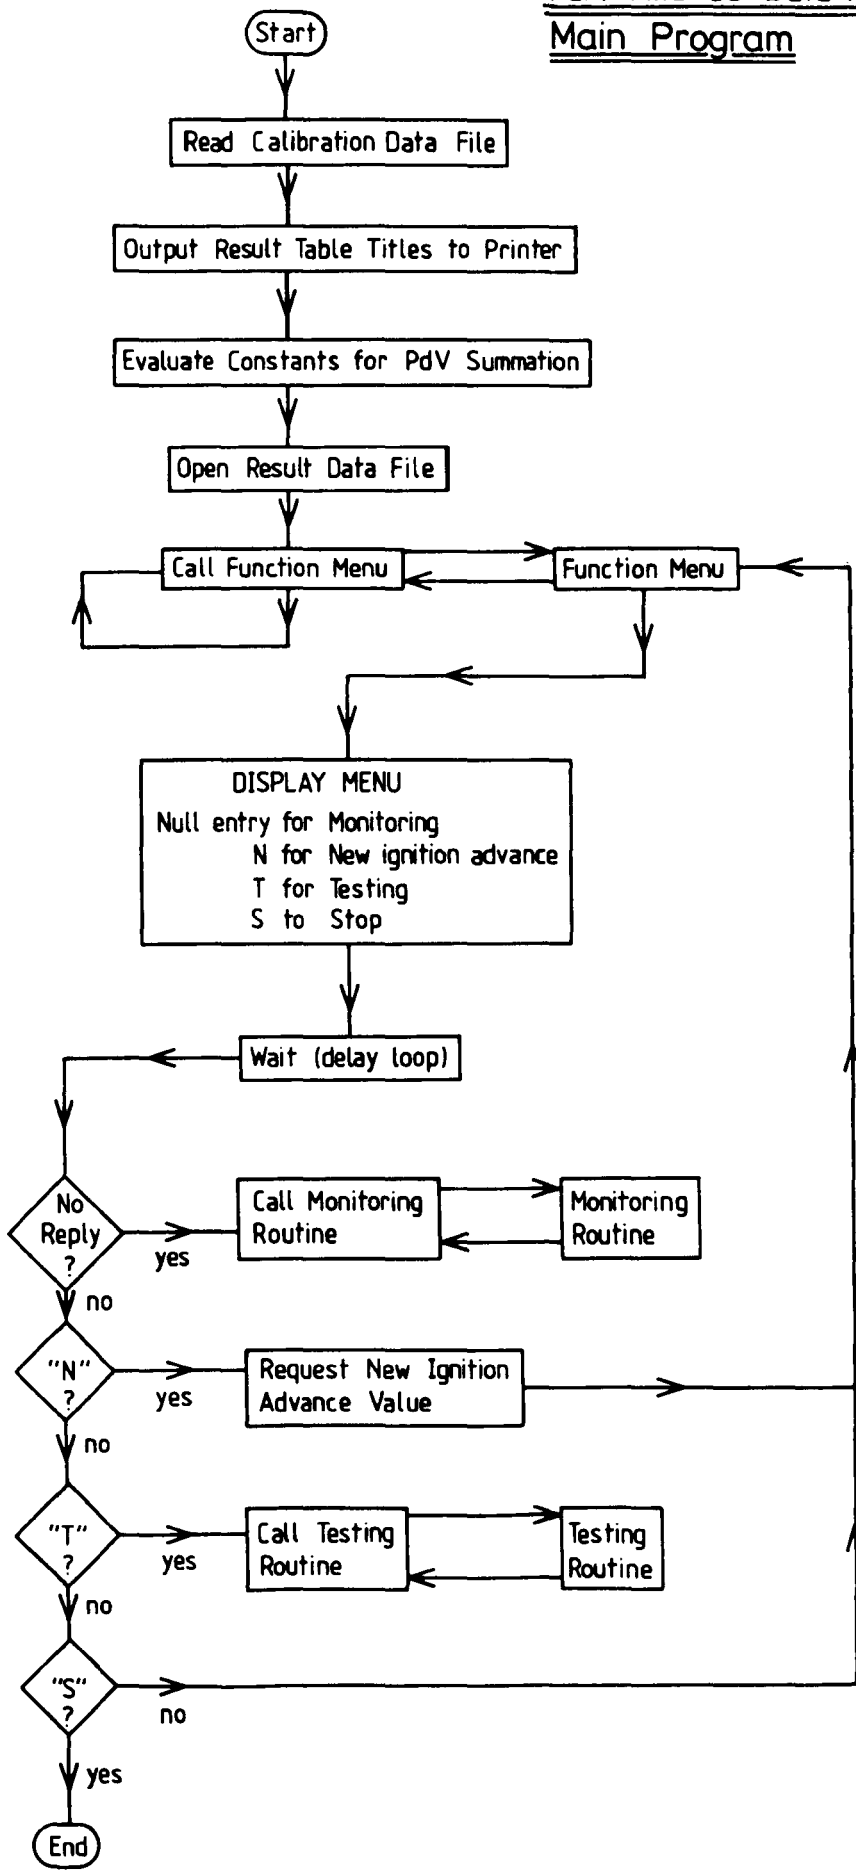 Main Program
Start
Read Calibration Data File
Output Result Table Titles to Printer
Evaluate Constants for PdV Summation
Open Result Data File
Call Function Menu
Function Menu
DISPLAY MENU
Null entry for Monitoring
N for New ignition advance
T for Testing
S to Stop
Wait (delay loop)
No
Reply
?
yes
Call Monitoring
Routine
Monitoring
Routine
no
"N"
?
yes
Request New Ignition
Advance Value
no
"T"
?
yes
Call Testing
Routine
Testing
Routine
no
"S"
?
no
yes
End